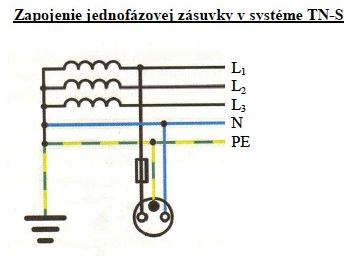 Zapojenie jednofázovej zásuvky v systéme TN-S
L1
L2
L3
N
PE